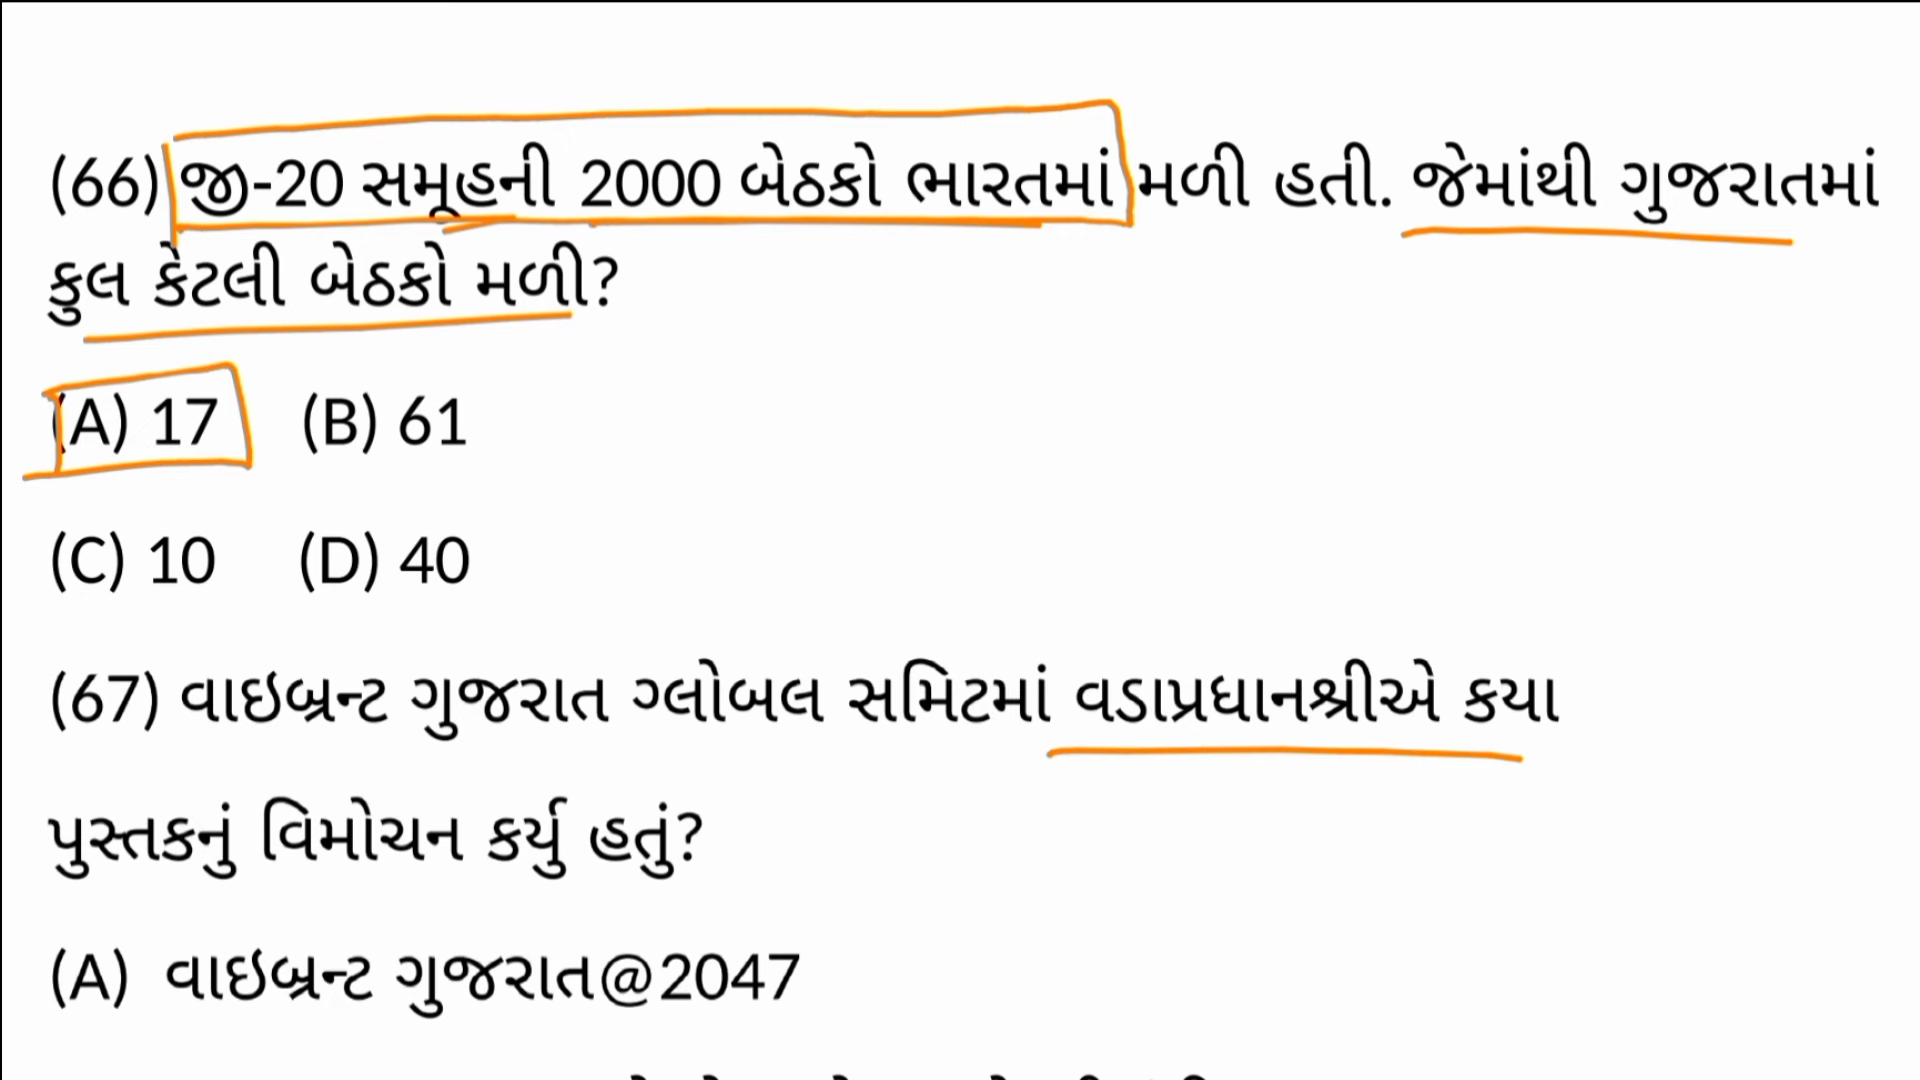 (66) જી-20 સમૂહની 2000 બેઠકો ભારતમાં મળી હતી. જેમાંથી ગુજરાતમાં
કુલ કેટલી બેઠકો મળી?
(A) 17 (B) 61
(C) 10 (D) 40
(67) વાઇબ્રન્ટ ગુજરાત ગ્લોબલ સમિટમાં વડાપ્રધાનશ્રીએ કયા
પુસ્તકનું વિમોચન કર્યુ હતું?
(A) વાઇબ્રન્ટ ગુજરાત@2047